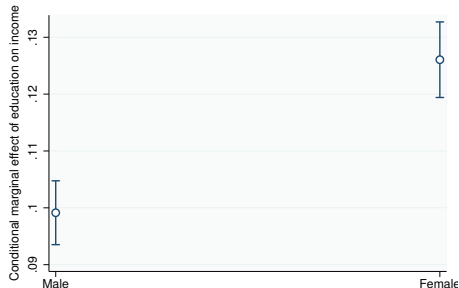 Conditional marginal effect of education on income
.13
.12
.11
.1
.09
Male
Female